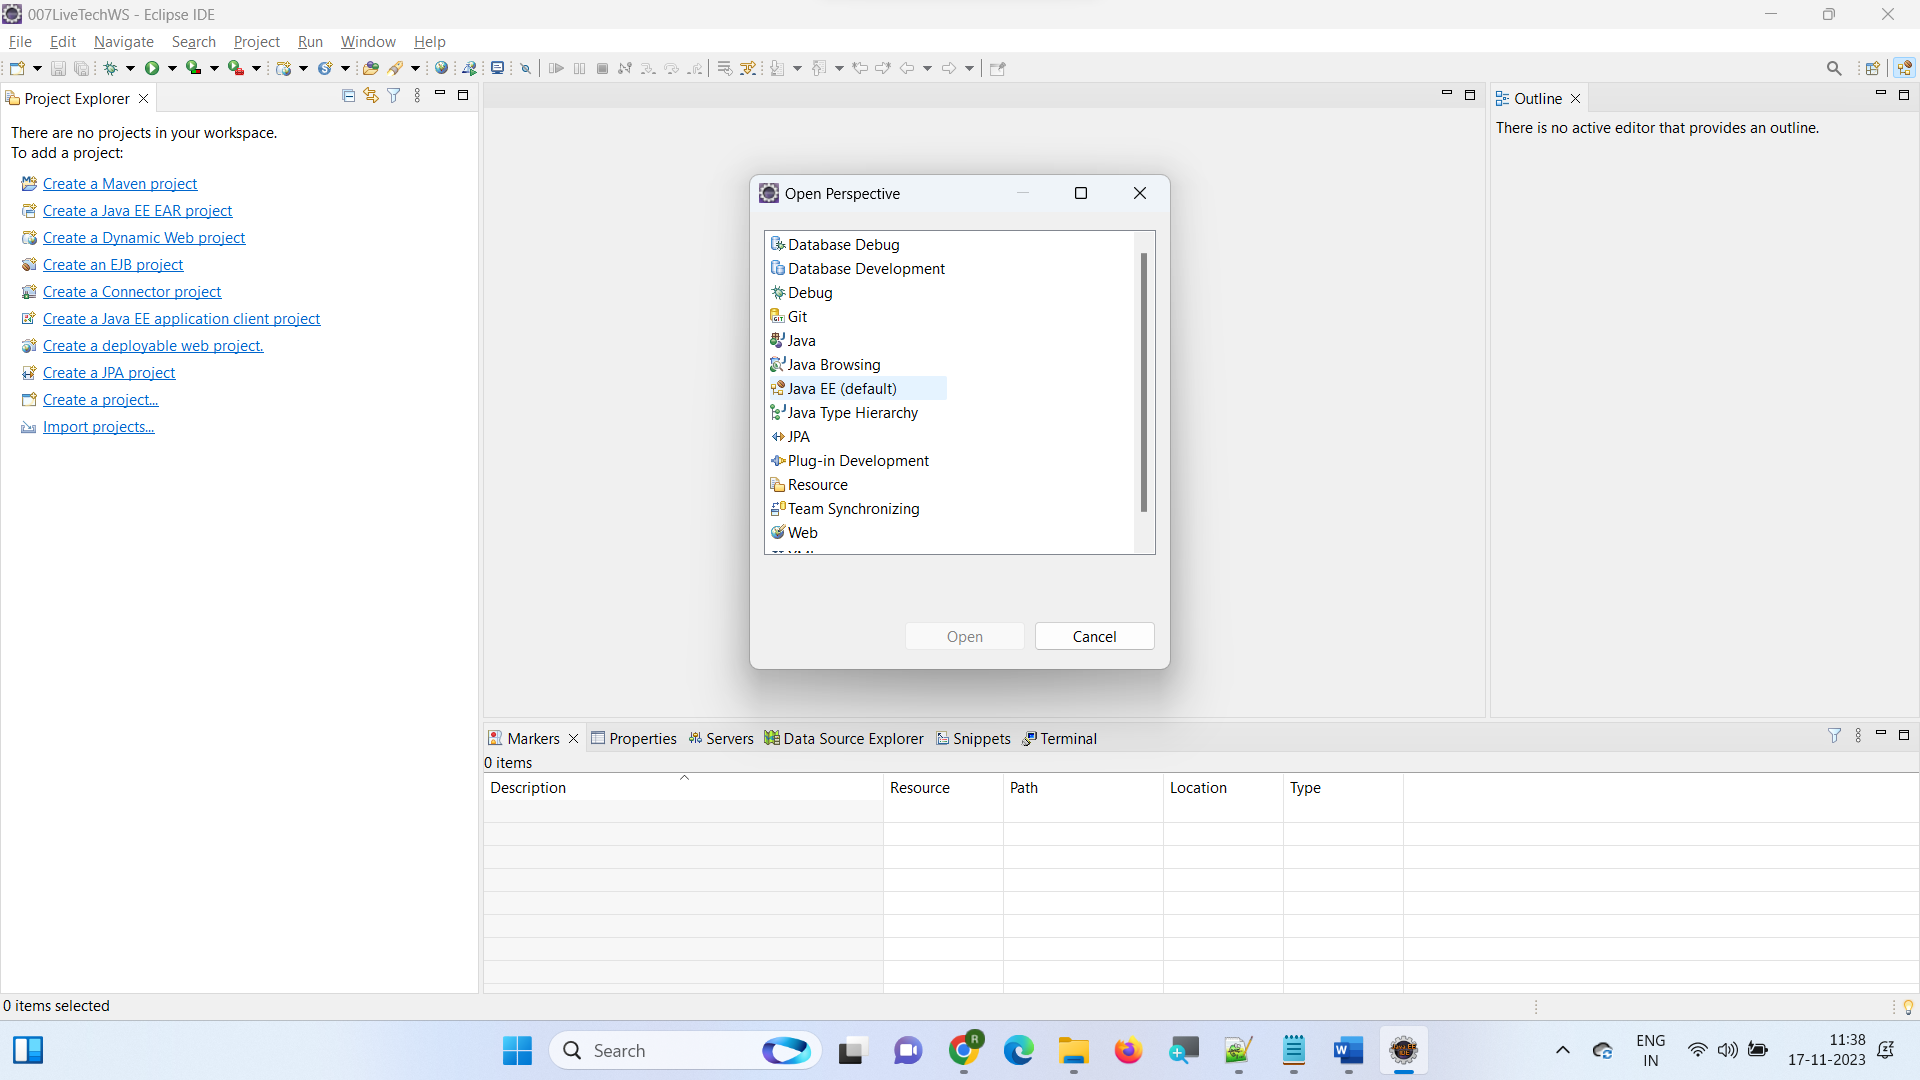 007LiveTechWS - Eclipse IDE
File Edit Navigate Search Project Run Window Help
Project Explorer
There are no projects in your workspace.
To add a project:
Create a Maven project
Create a Java EE EAR project
Create a Dynamic Web project
Create an EJB project
Create a Connector project
Create a Java EE application client project
Create a deployable web project.
Create a JPA project
Create a project...
Import projects...
Open Perspective
Database Debug
Database Development
Debug
Git
Java
Java Browsing
Java EE (default)
Java Type Hierarchy
JPA
Plug-in Development
Resource
Team Synchronizing
Web
Open Cancel
Outline
There is no active editor that provides an outline.
Markers Properties Servers Data Source Explorer Snippets Terminal
0 items
Description Resource Path Location Type
0 items selected
Search
R
ENG
IN
11:38
17-11-2023